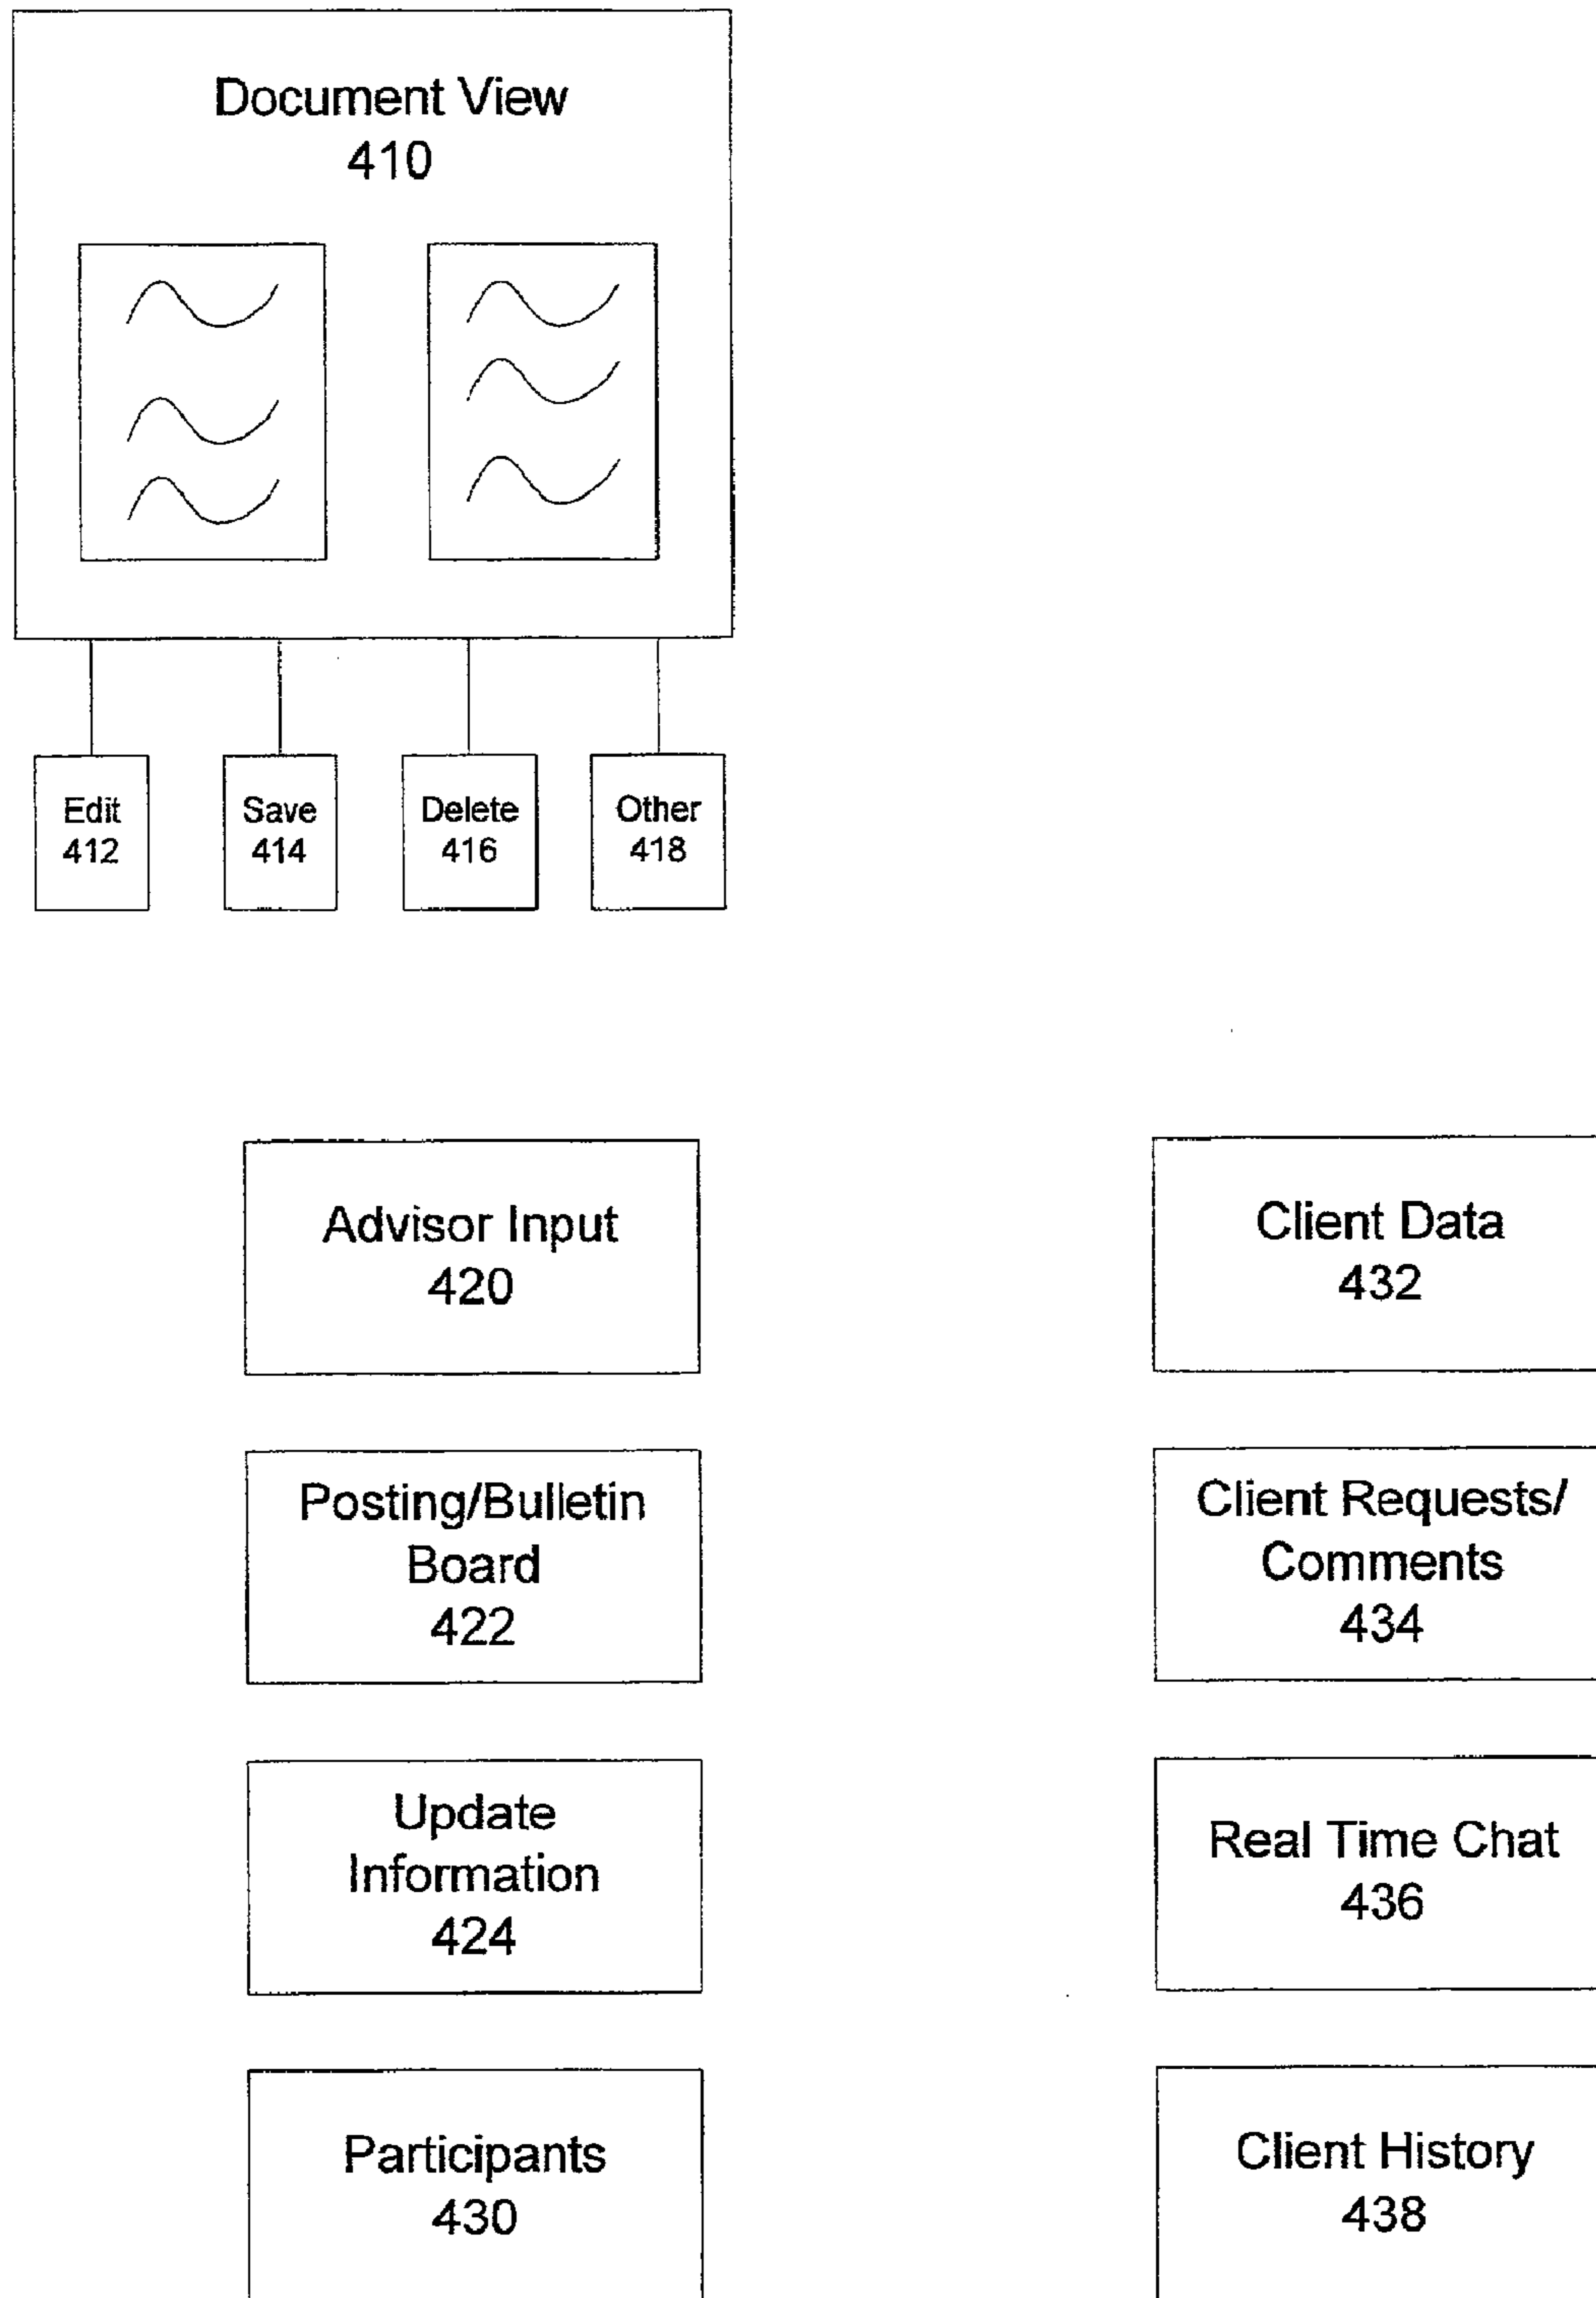 Document View
410
Edit
412
Save
414
Delete
416
Other
418
Advisor Input
420
Client Data
432
Posting/Bulletin
Board
422
Client Requests/
Comments
434
Update
Information
424
Real Time Chat
436
Participants
430
Client History
438